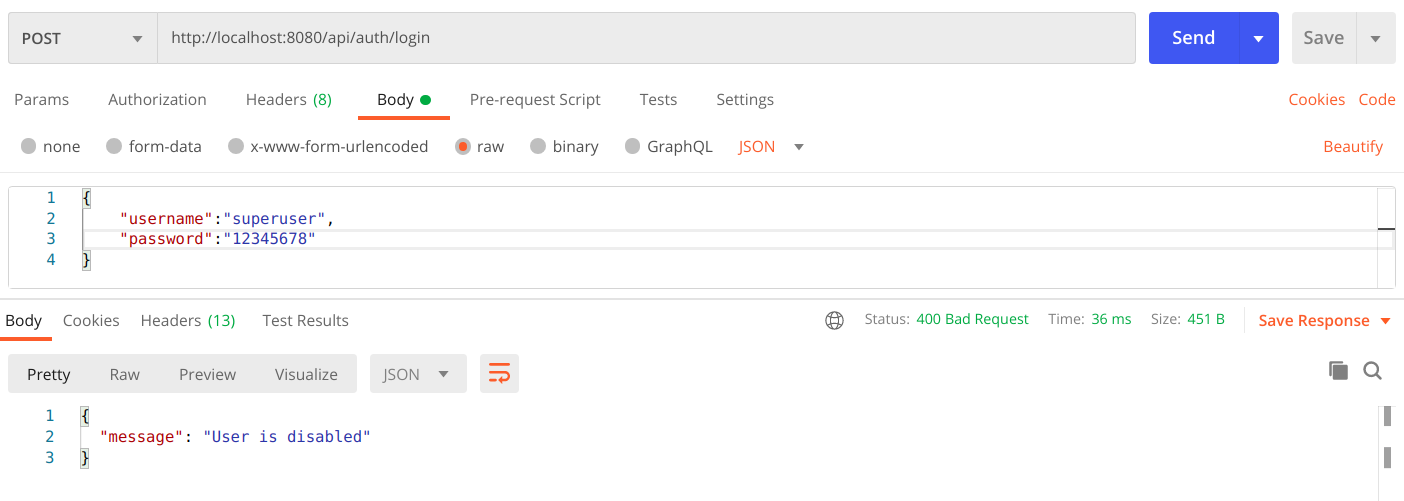 POST http://localhost:8080/api/auth/login Send Save
Params Authorization Headers (8) Body Pre-request Script Tests Settings Cookies Code
none form-data x-www-form-urlencoded raw binary GraphQL JSON Beautify
1 {
2 "username":"superuser",
3 "password":"12345678"
4 }
Body Cookies Headers (13) Test Results Status: 400 Bad Request Time: 36 ms Size: 451 B Save Response
Pretty Raw Preview Visualize JSON
1 {
2 "message": "User is disabled"
3 }